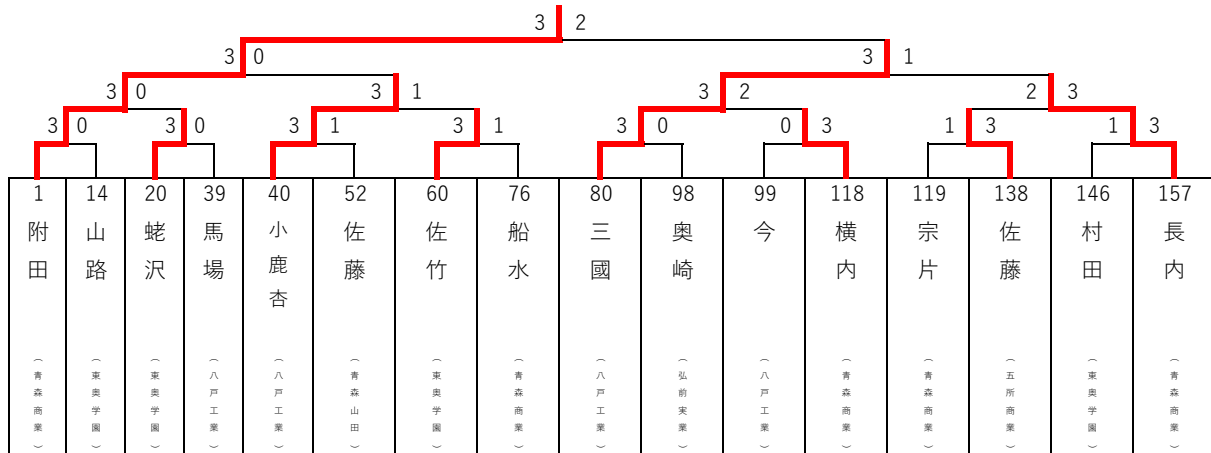 3 2
3 0 3 1
3 0 3 1 3 2 2 3
3 0 3 0 3 1 3 1 3 0 0 3 1 3 1 3
1 14 20 39 40 52 60 76 80 98 99 118 119 138 146 157
附田
山路
蛯沢
馬場
小鹿杏
佐藤
佐竹
船水
三國
奥崎
今
横内
宗片
佐藤
村田
長内
（青森商業）
（東奥学園）
（東奥学園）
（八戸工業）
（八戸工業）
（青森山田）
（東奥学園）
（青森商業）
（八戸工業）
（弘前実業）
（八戸工業）
（青森商業）
（青森商業）
（五所商業）
（東奥学園）
（青森商業）